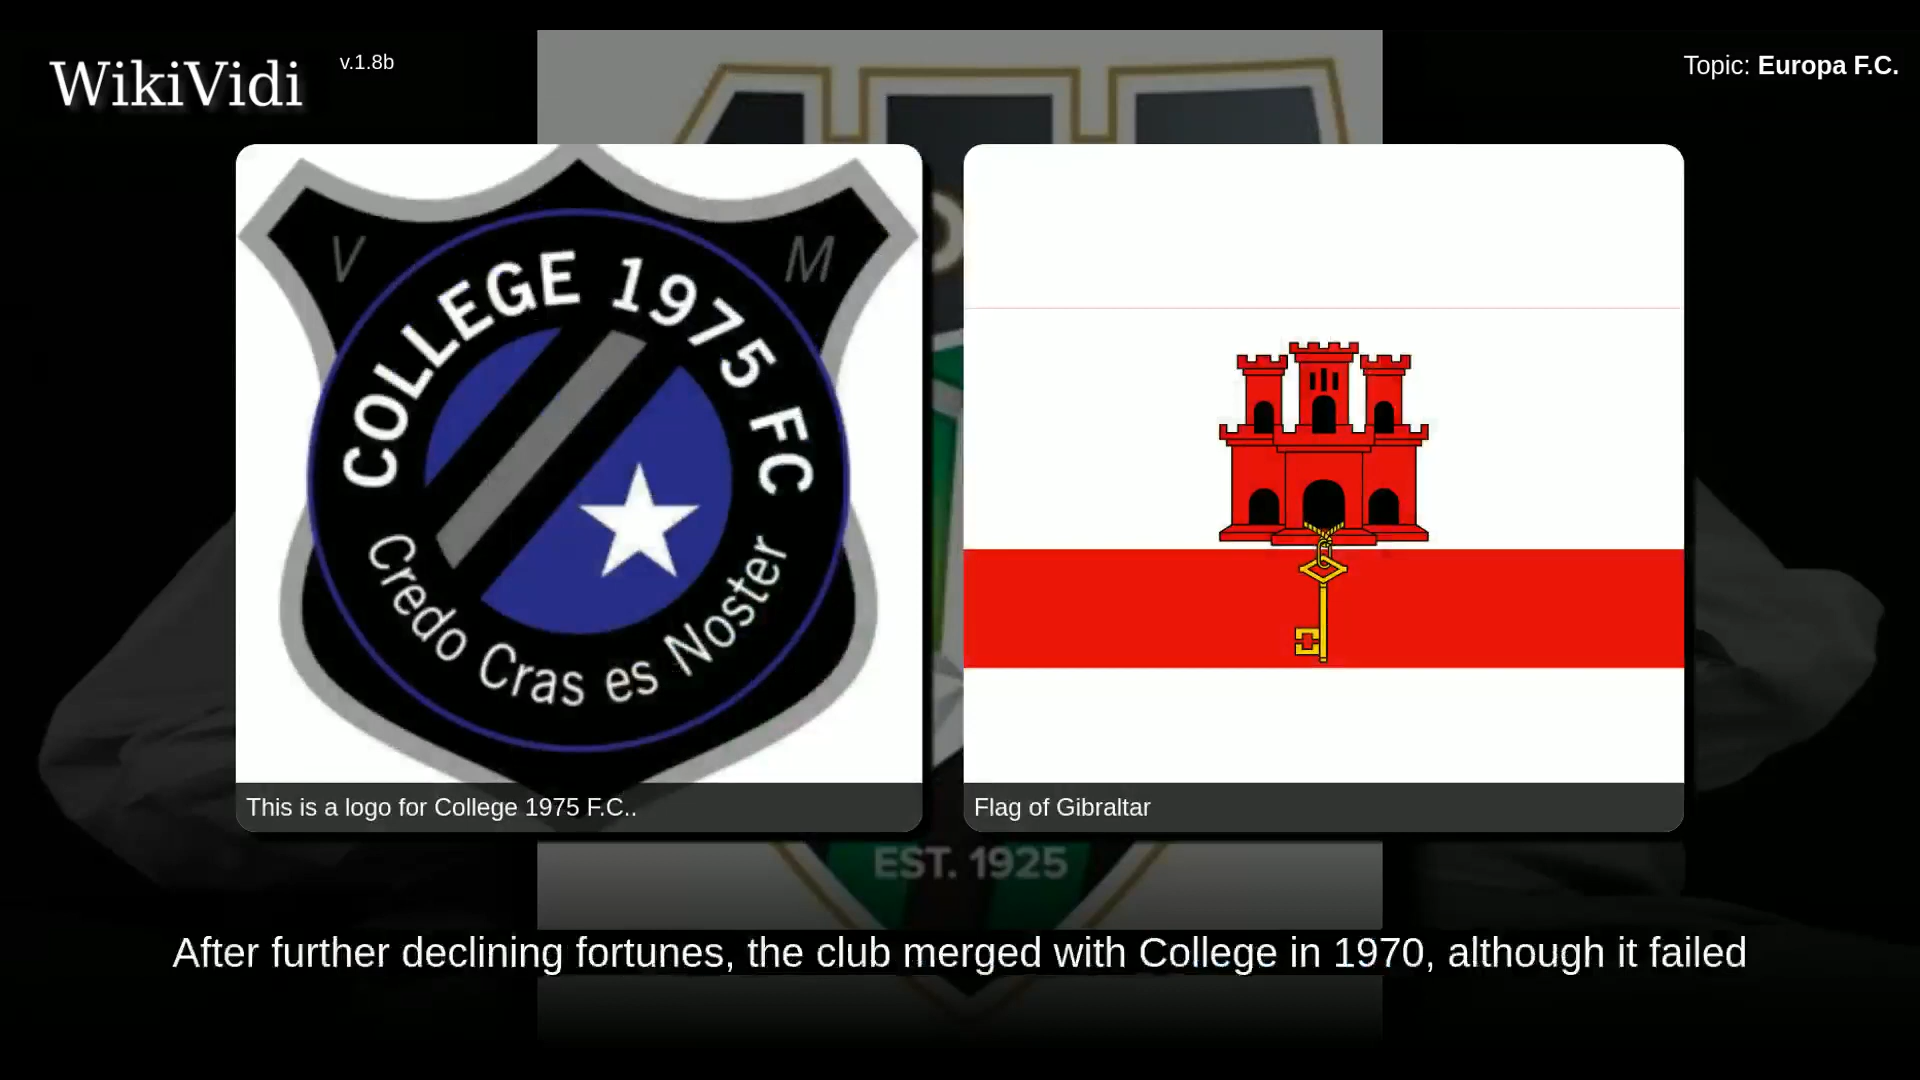 WikiVidi
v.1.8b
Topic: Europa F.C.
V
M
COLLEGE 1975 FC
Credo Cras es Noster
This is a logo for College 1975 F.C..
Flag of Gibraltar
EST. 1925
After further declining fortunes, the club merged with College in 1970, although it failed